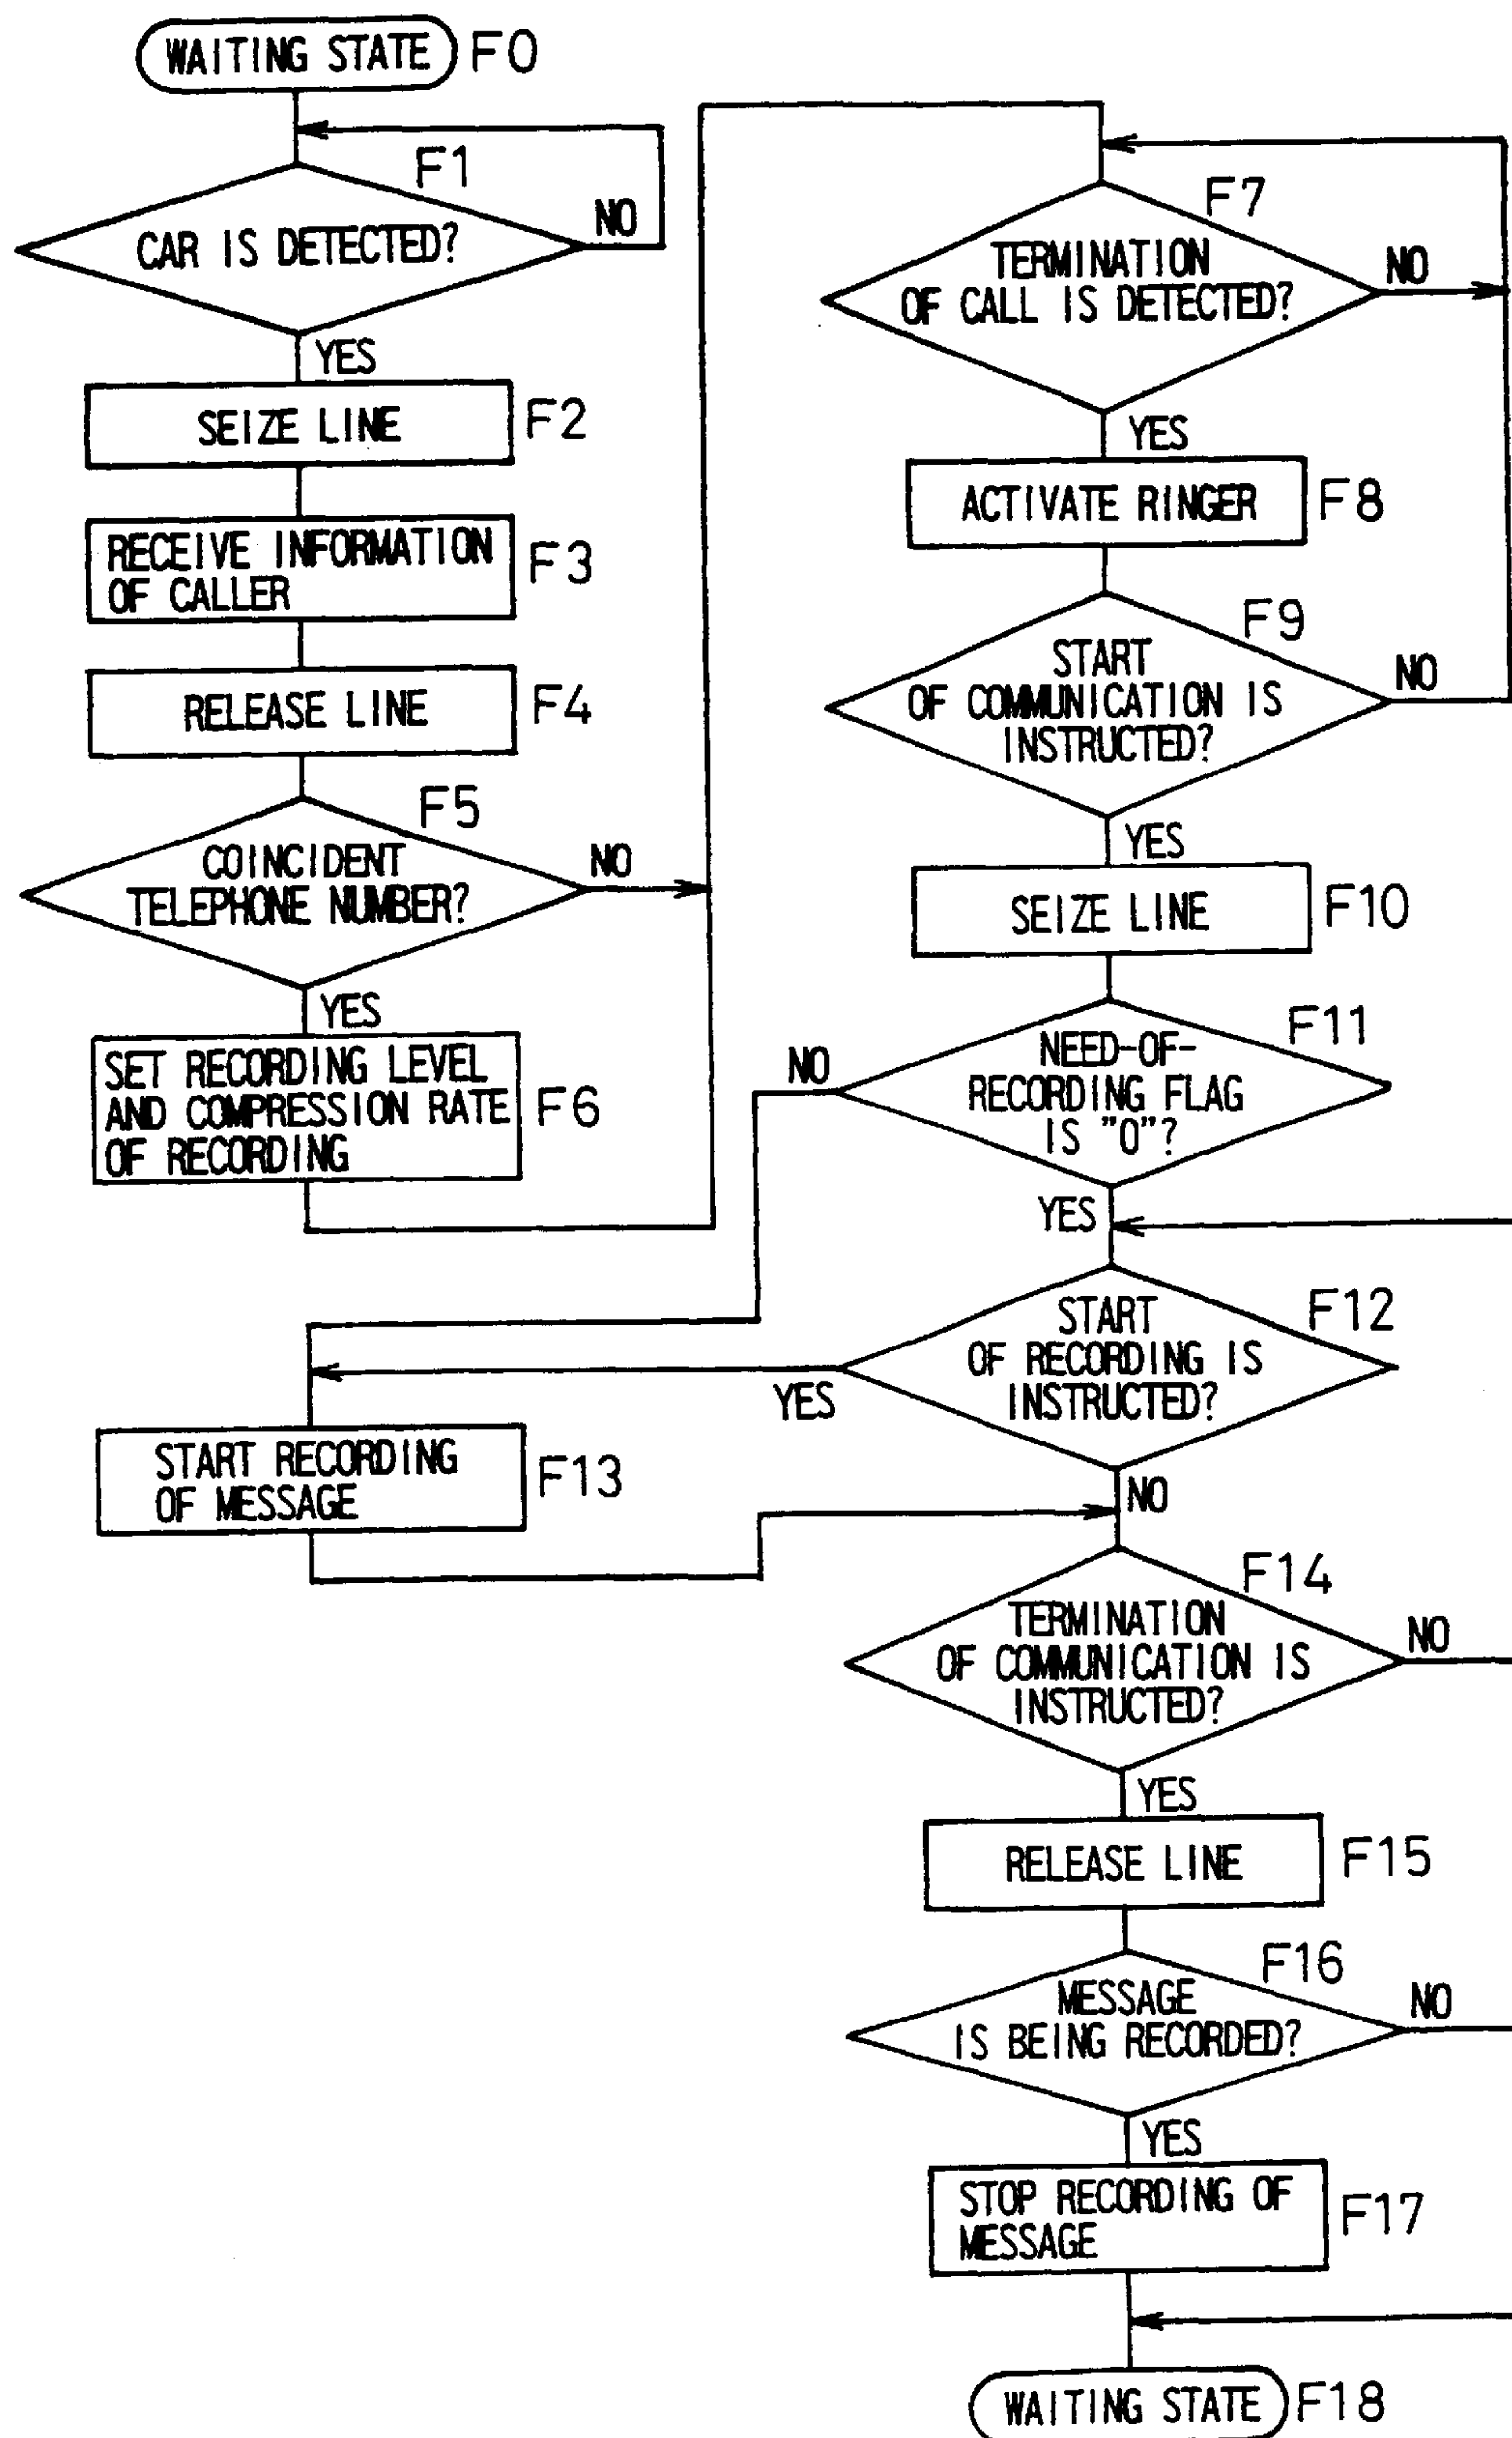 WAITING STATE F0
F1
CAR IS DETECTED?
NO
YES
SEIZE LINE
F2
RECEIVE INFORMATION
OF CALLER
F3
RELEASE LINE
F4
F5
COINCIDENT
TELEPHONE NUMBER?
NO
YES
SET RECORDING LEVEL
AND COMPRESSION RATE
OF RECORDING
F6
F7
TERMINATION
OF CALL IS DETECTED?
NO
YES
ACTIVATE RINGER
F8
F9
START
OF COMMUNICATION IS
INSTRUCTED?
NO
YES
SEIZE LINE
F10
F11
NEED-OF-
RECORDING FLAG
IS "0"?
NO
YES
F12
START
OF RECORDING IS
INSTRUCTED?
YES
NO
START RECORDING
OF MESSAGE
F13
F14
TERMINATION
OF COMMUNICATION IS
INSTRUCTED?
NO
YES
RELEASE LINE
F15
F16
MESSAGE
IS BEING RECORDED?
NO
YES
STOP RECORDING OF
MESSAGE
F17
WAITING STATE F18